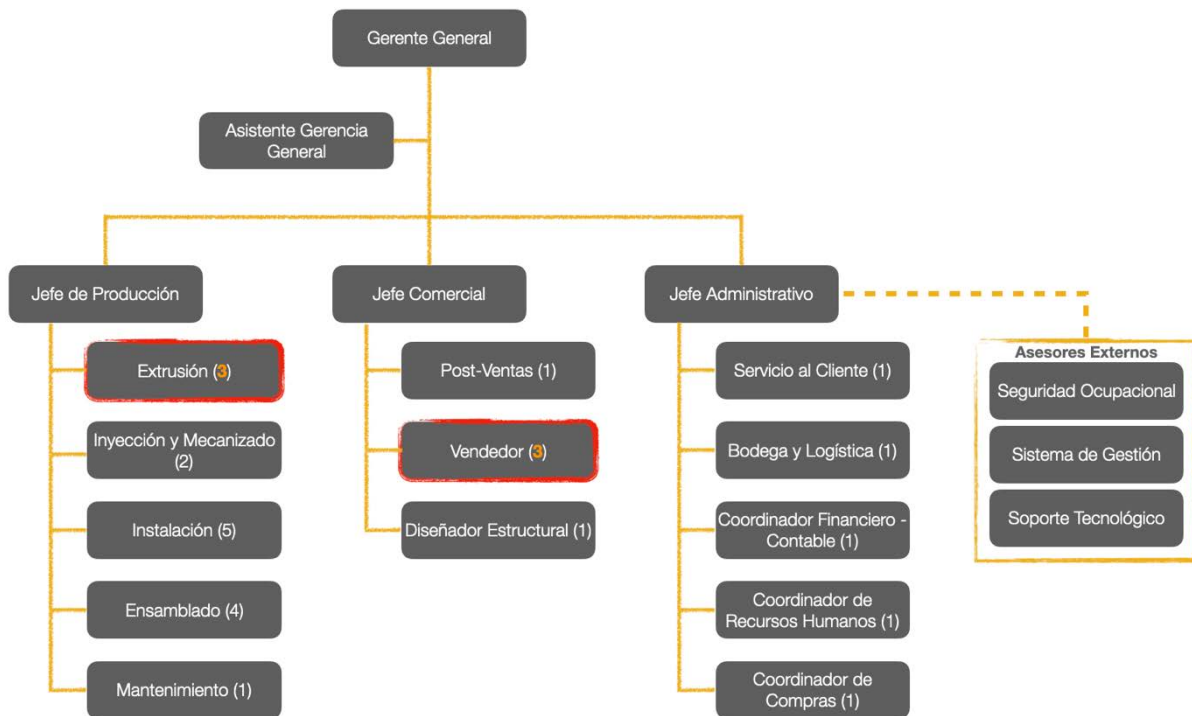 Gerente General
Asistente Gerencia
General
Jefe de Producción
Jefe Comercial
Jefe Administrativo
Extrusión (3)
Inyección y Mecanizado
(2)
Instalación (5)
Ensamblado (4)
Mantenimiento (1)
Post-Ventas (1)
Vendedor (3)
Diseñador Estructural (1)
Servicio al Cliente (1)
Bodega y Logística (1)
Coordinador Financiero -
Contable (1)
Coordinador de
Recursos Humanos (1)
Coordinador de
Compras (1)
Asesores Externos
Seguridad Ocupacional
Sistema de Gestión
Soporte Tecnológico